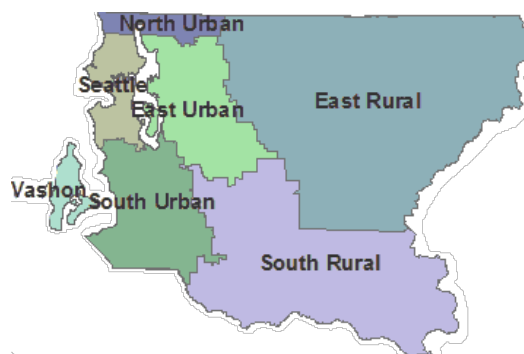 North Urban
Seattle
East Rural
East Urban
Vashon
South Urban
South Rural